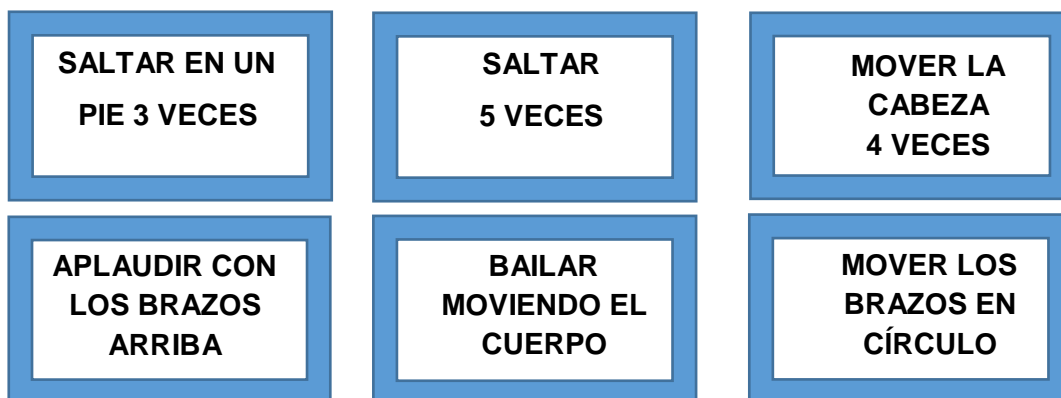 SALTAR EN UN
PIE 3 VECES
SALTAR
5 VECES
MOVER LA
CABEZA
4 VECES
APLAUDIR CON
LOS BRAZOS
ARRIBA
BAILAR
MOVIENDO EL
CUERPO
MOVER LOS
BRAZOS EN
CÍRCULO